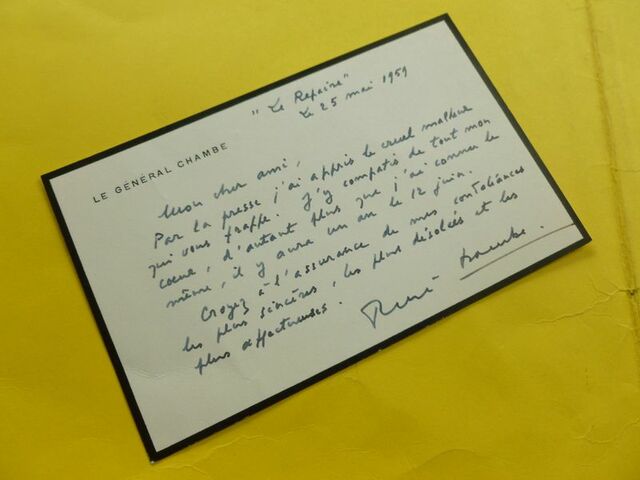 LE GÉNÉRAL CHAMBE
"Le Repaire"
Le 25 mai 1959
Mon cher ami,
Par la presse j'ai appris le cruel malheur
qui vous frappe. J'y compatis de tout mon
coeur, d'autant plus que j'ai connu le
même, il y aura un an le 12 juin.
Croyez à l'assurance de mes condoléances
les plus sincères, les plus désolées et les
plus affectueuses.
René Chambe